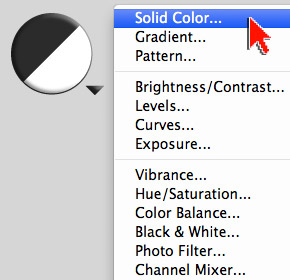 Solid Color...
Gradient...
Pattern...
Brightness/Contrast...
Levels...
Curves...
Exposure...
Vibrance...
Hue/Saturation...
Color Balance...
Black & White...
Photo Filter...
Channel Mixer...